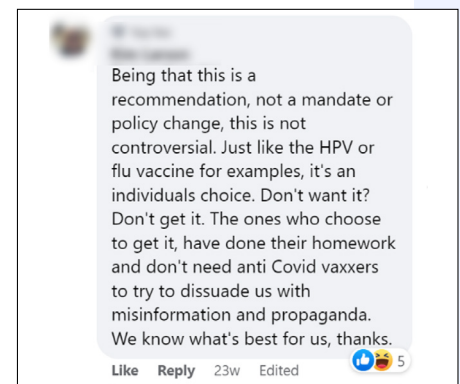 Being that this is a
recommendation, not a mandate or
policy change, this is not
controversial. Just like the HPV or
flu vaccine for examples, it's an
individuals choice. Don't want it?
Don't get it. The ones who choose
to get it, have done their homework
and don't need anti Covid vaxxers
to try to dissuade us with
misinformation and propaganda.
We know what's best for us, thanks.
Like Reply 23w Edited 5